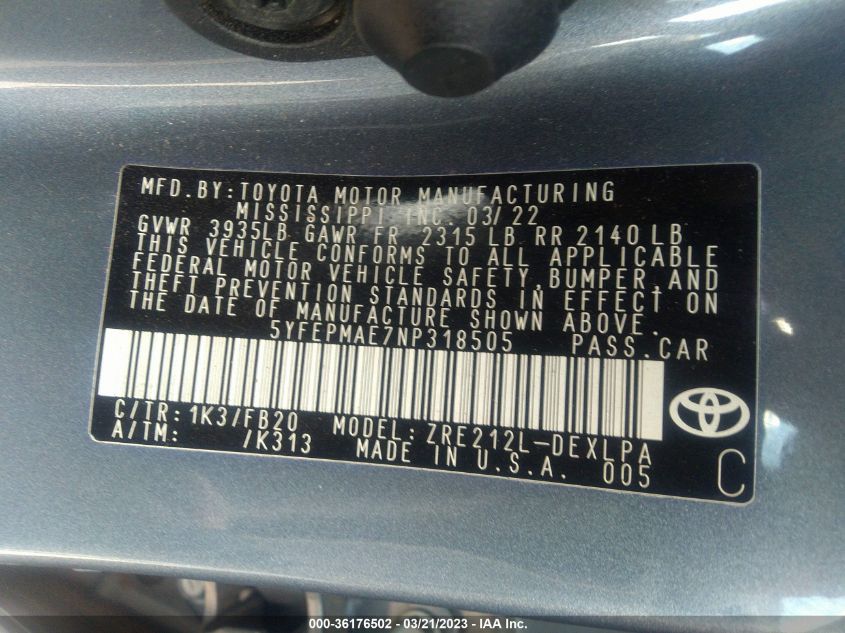 MFD.BY:TOYOTA MOTOR MANUFACTURING
MISSISSIPPI INC. 03/22
GVWR 3935LB GAWR FR 2315 LB RR 2140 LB
THIS VEHICLE CONFORMS TO ALL APPLICABLE
FEDERAL MOTOR VEHICLE SAFETY,BUMPER,AND
THEFT PREVENTION STANDARDS IN EFFECT ON
THE DATE OF MANUFACTURE SHOWN ABOVE.
5YFEPMAE7NP318505 PASS.CAR
C/TR: 1K3/FB20 MODEL: ZRE212L-DEXLPA
A/TM: /K313 MADE IN U.S.A. 005 C
000-36176502 - 03/21/2023 - IAA Inc.